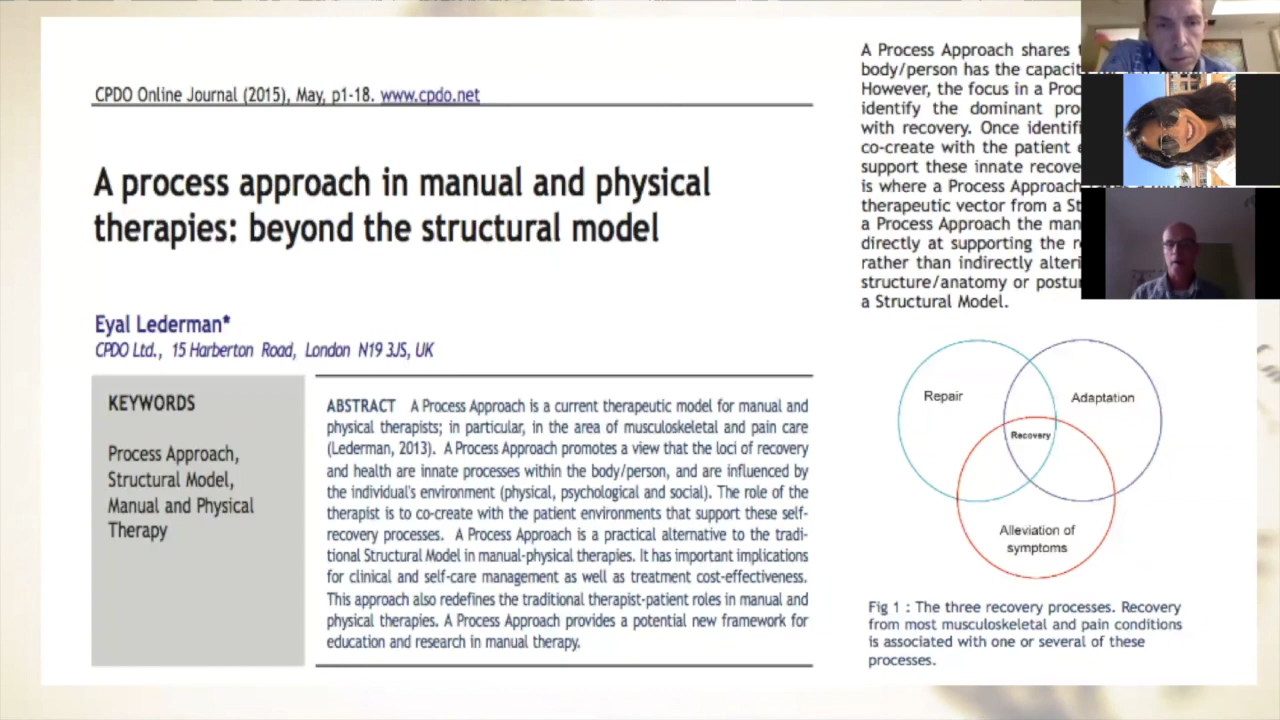 CPDO Online Journal (2015), May, p1-18. www.cpdo.net
A process approach in manual and physical
therapies: beyond the structural model
Eyal Lederman*
CPDO Ltd., 15 Harberton Road, London N19 3JS, UK
KEYWORDS
Process Approach,
Structural Model,
Manual and Physical
Therapy
ABSTRACT A Process Approach is a current therapeutic model for manual and
physical therapists; in particular, in the area of musculoskeletal and pain care
(Lederman, 2013). A Process Approach promotes a view that the loci of recovery
and health are innate processes within the body/person, and are influenced by
the individual's environment (physical, psychological and social). The role of the
therapist is to co-create with the patient environments that support these self-
recovery processes. A Process Approach is a practical alternative to the tradi-
tional Structural Model in manual-physical therapies. It has important implications
for clinical and self-care management as well as treatment cost-effectiveness.
This approach also redefines the traditional therapist-patient roles in manual and
physical therapies. A Process Approach provides a potential new framework for
education and research in manual therapy.
A Process Approach shares
body/person has the
However, the focus in a
identify the dominant
with recovery. Once
co-create with the patient
support these innate
is where a Process Approach
therapeutic vector from a
a Process Approach the
directly at supporting the
rather than indirectly
structure/anatomy or
a Structural Model.
Repair
Adaptation
Recovery
Alleviation of
symptoms
Fig 1 : The three recovery processes. Recovery
from most musculoskeletal and pain conditions
is associated with one or several of these
processes.